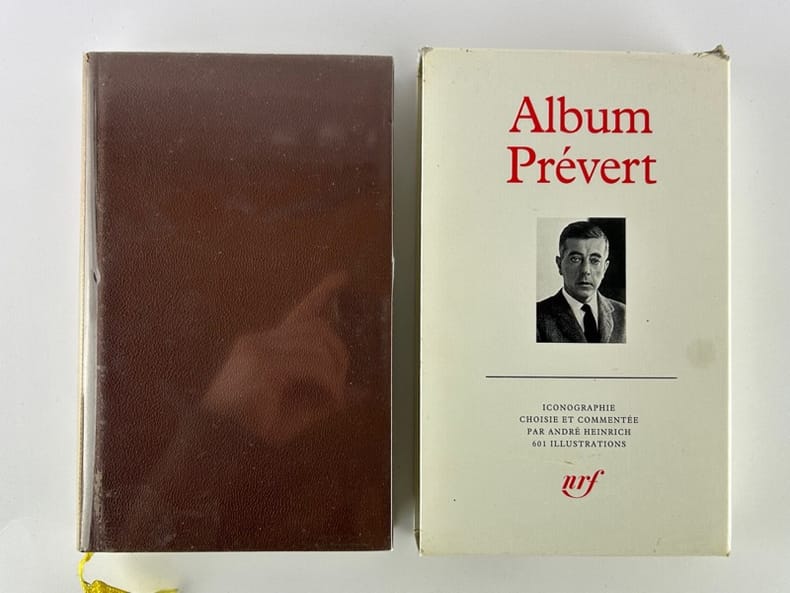 Album
Prévert
ICONOGRAPHIE
CHOISIE ET COMMENTÉE
PAR ANDRÉ HEINRICH
601 ILLUSTRATIONS
nrf